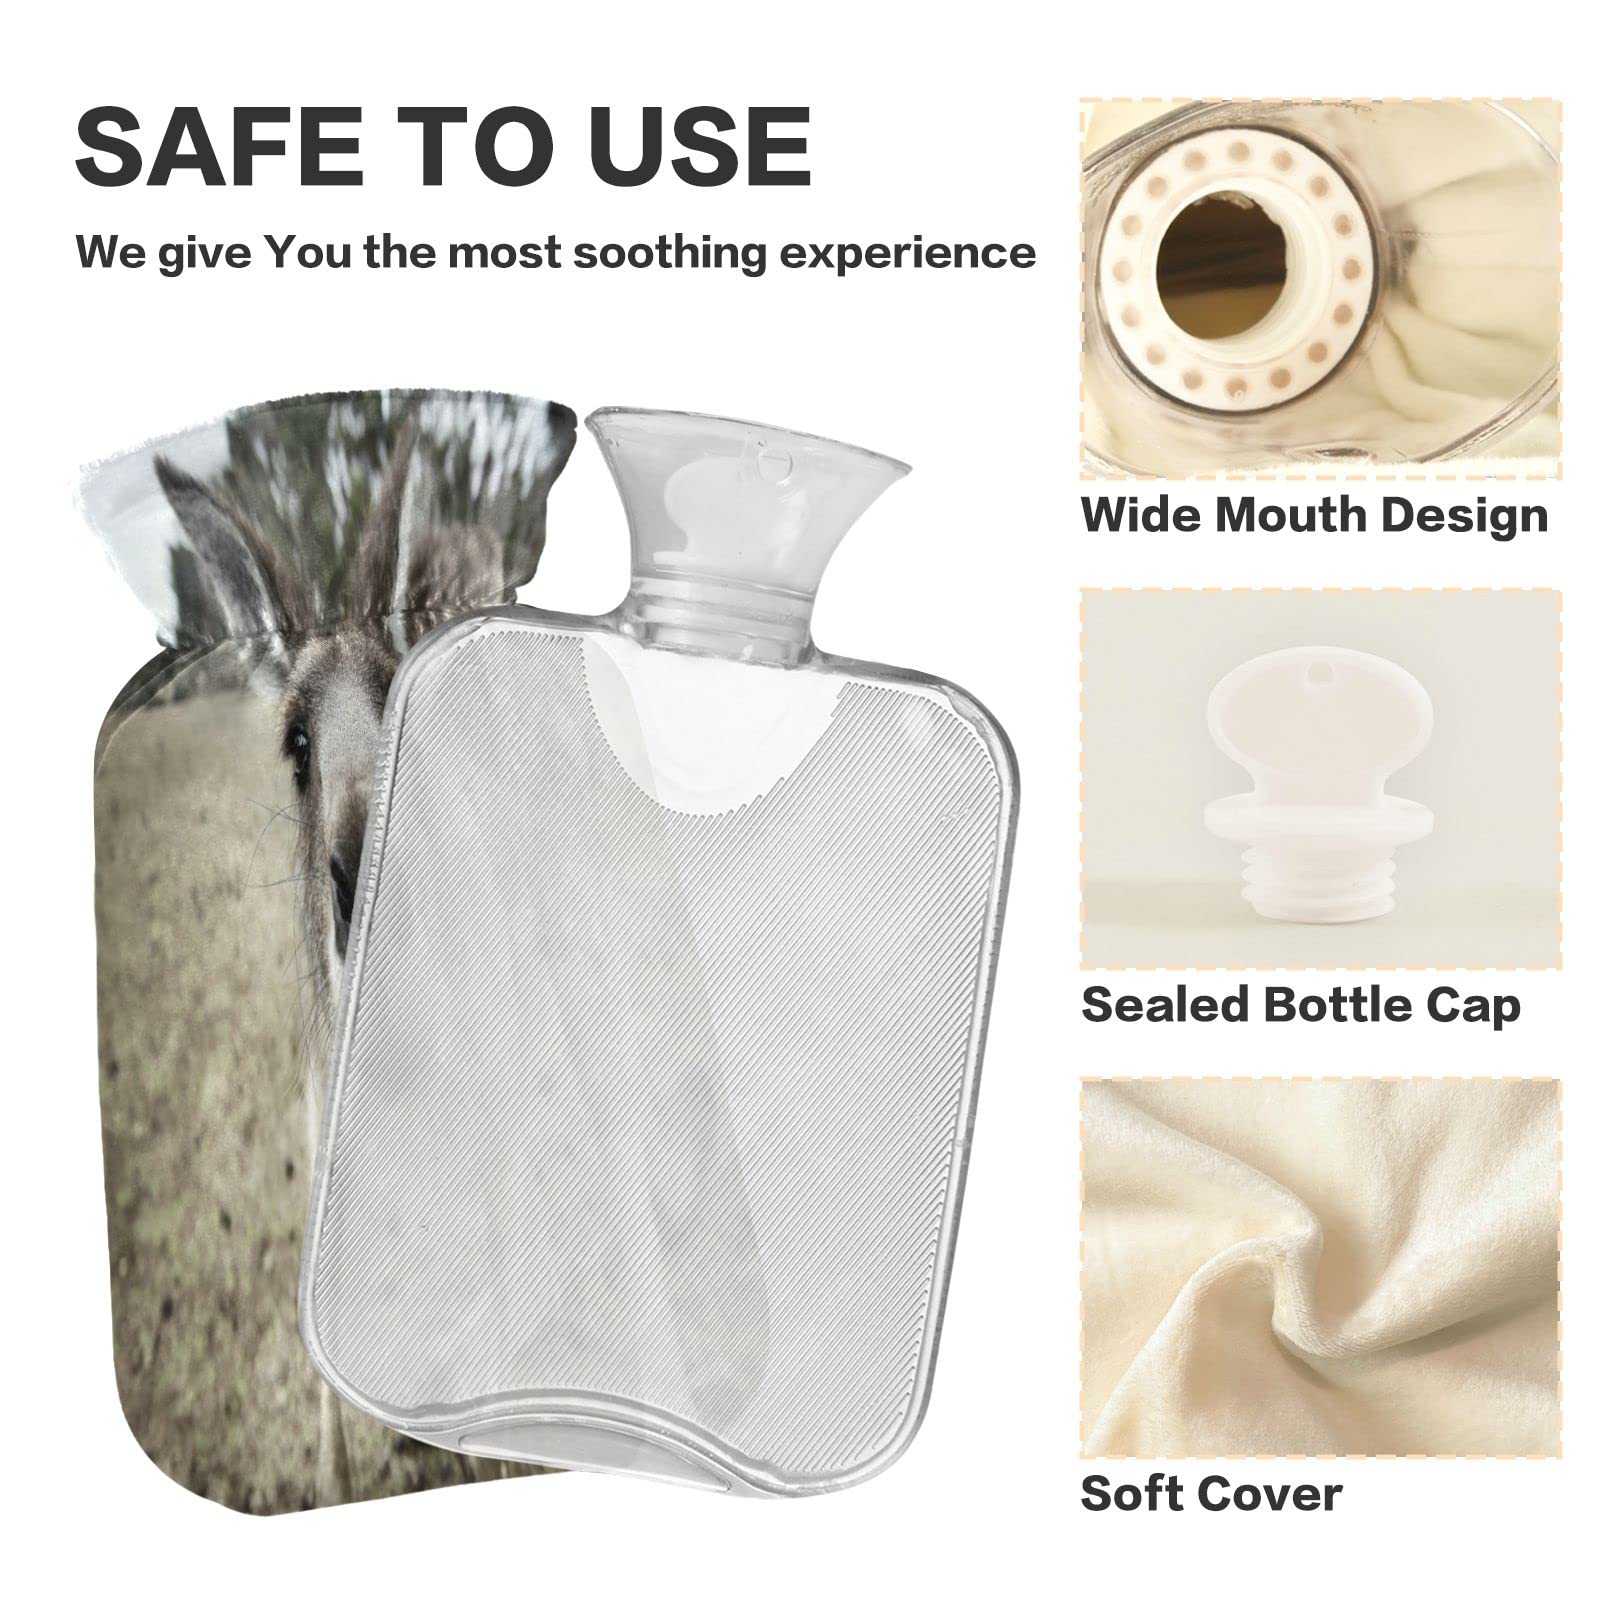 SAFE TO USE
We give You the most soothing experience
Wide Mouth Design
Sealed Bottle Cap
Soft Cover